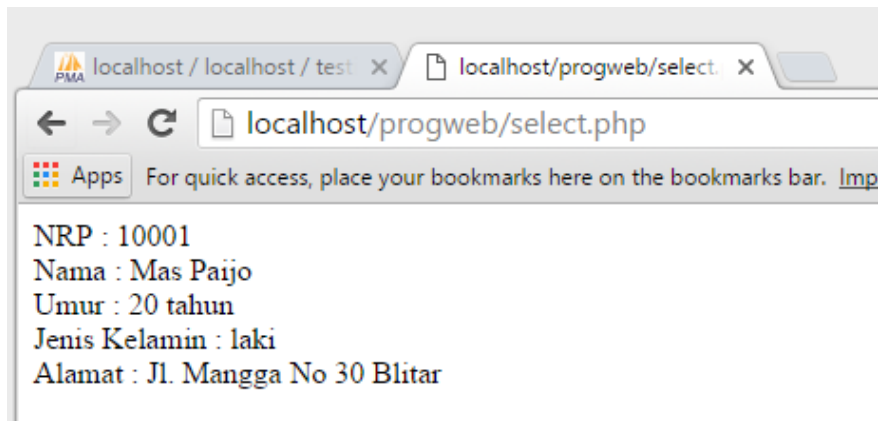 PMA localhost / localhost / test
localhost/progweb/select.
localhost/progweb/select.php
Apps For quick access, place your bookmarks here on the bookmarks bar. Imp
NRP : 10001
Nama : Mas Paijo
Umur : 20 tahun
Jenis Kelamin : laki
Alamat : Jl. Mangga No 30 Blitar